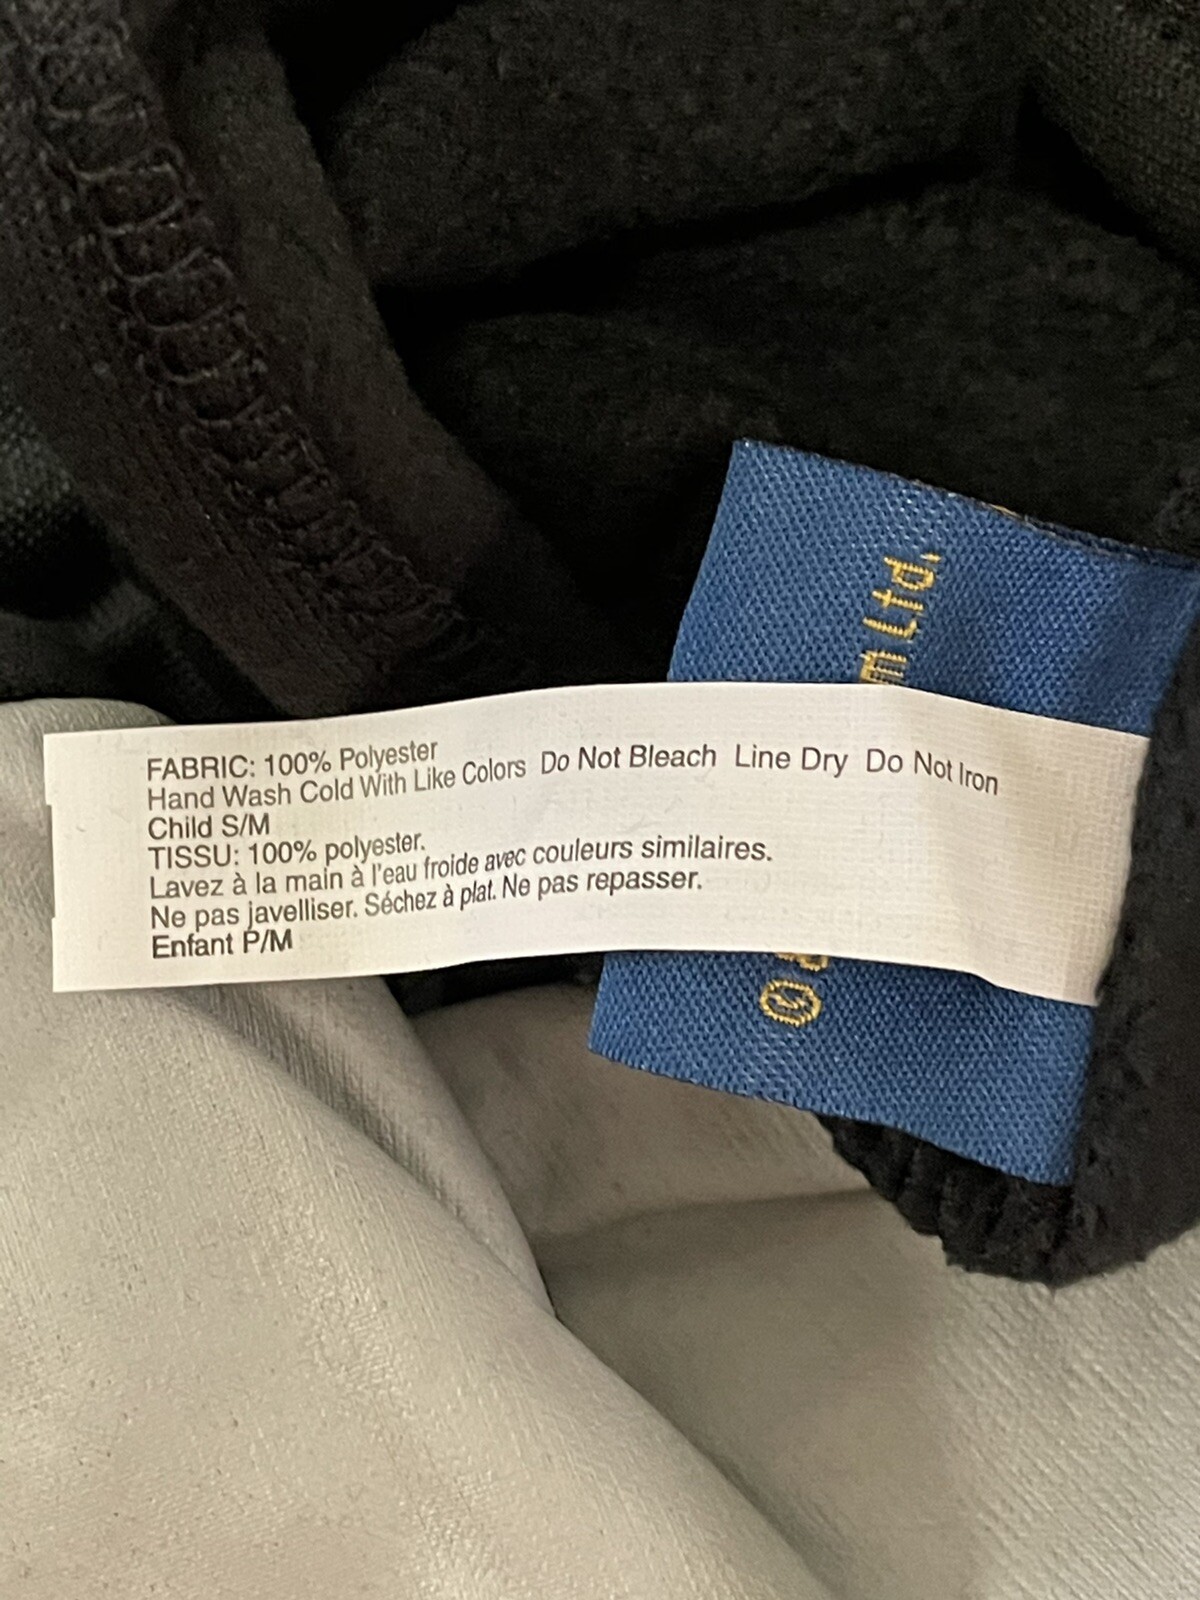 FABRIC: 100% Polyester
Hand Wash Cold With Like Colors Do Not Bleach Line Dry Do Not Iron
Child S/M
TISSU: 100% polyester.
Lavez à la main à l'eau froide avec couleurs similaires.
Ne pas javelliser. Séchez à plat. Ne pas repasser.
Enfant P/M
Ltd.